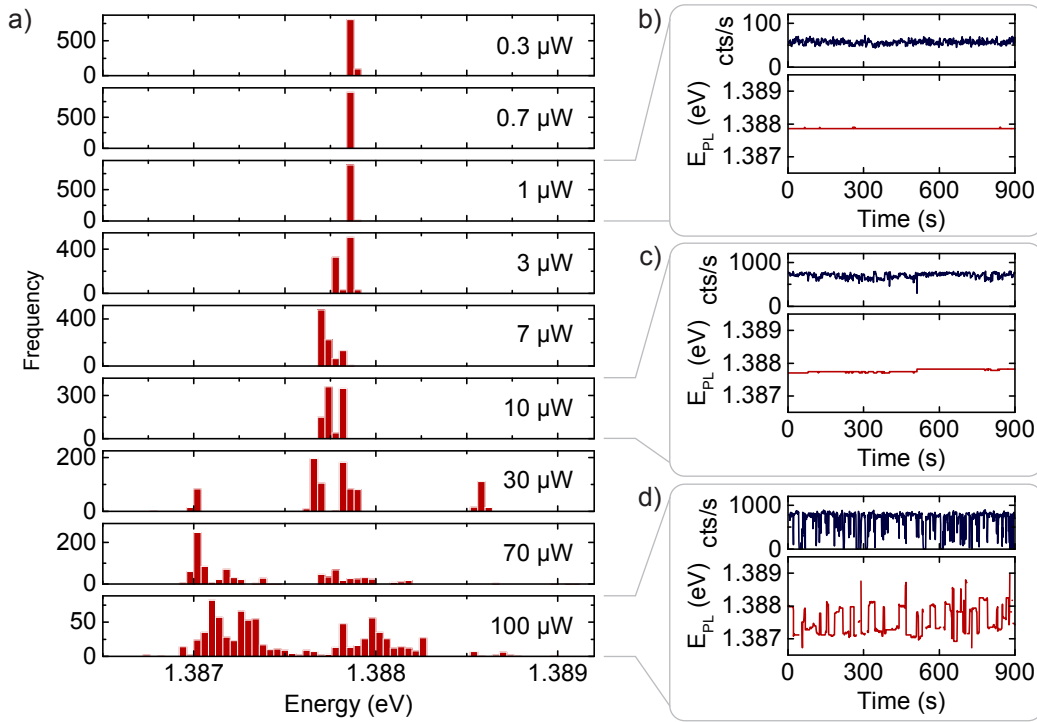 a)
Frequency
500
0
0.3 µW
500
0
0.7 µW
500
0
1 µW
400
0
3 µW
400
0
7 µW
300
0
10 µW
200
0
30 µW
200
0
70 µW
50
0
100 µW
1.387 1.388 1.389
Energy (eV)
b)
cts/s
100
0
E_PL (eV)
1.389
1.388
1.387
0 300 600 900
Time (s)
c)
cts/s
1000
0
E_PL (eV)
1.389
1.388
1.387
0 300 600 900
Time (s)
d)
cts/s
1000
0
E_PL (eV)
1.389
1.388
1.387
0 300 600 900
Time (s)